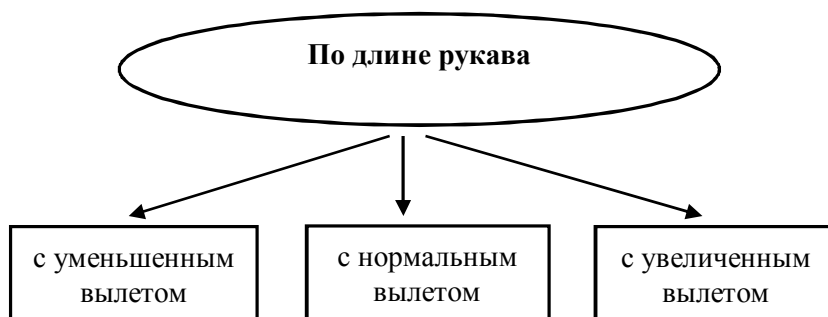 По длине рукава
с уменьшенным
вылетом
с нормальным
вылетом
с увеличенным
вылетом